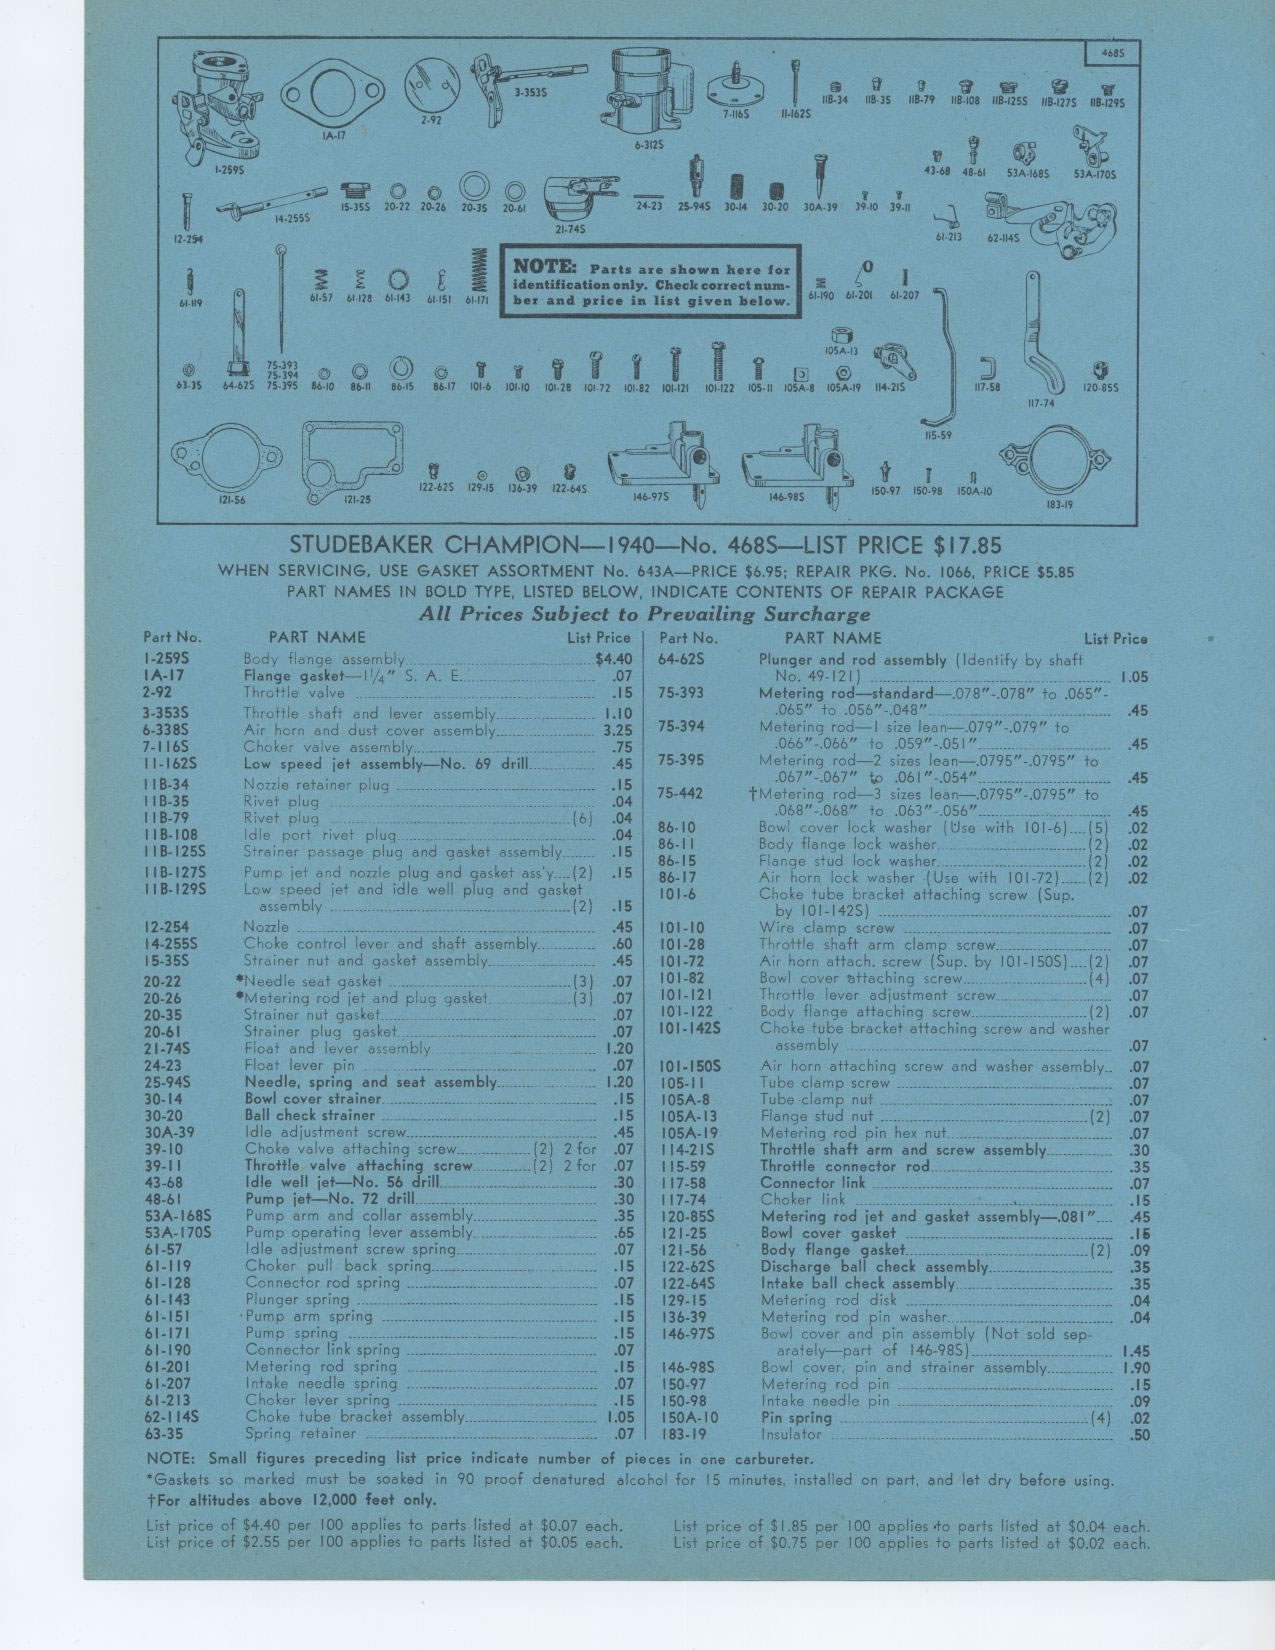 468S
1-259S
1A-17
2-92
3-353S
6-312S
7-116S
11-162S
11B-34
11B-35
11B-79
11B-108
11B-125S
11B-127S
11B-129S
43-68
48-61
53A-168S
53A-170S
12-254
14-255S
15-35S
20-22
20-26
20-35
20-61
21-74S
24-23
25-94S
30-14
30-20
30A-39
39-10
39-11
61-213
62-114S
61-119
61-57
61-128
61-143
61-151
61-171
NOTE: Parts are shown here for
identification only. Check correct num-
ber and price in list given below.
61-190
61-201
61-207
105A-13
63-35
64-62S
75-393
75-394
75-395
86-10
86-11
86-15
86-17
101-6
101-10
101-28
101-72
101-82
101-121
101-122
105-11
105A-8
105A-19
114-21S
115-59
117-58
117-74
120-85S
121-56
121-25
122-62S
129-15
136-39
122-64S
146-97S
146-98S
150-97
150-98
150A-10
183-19
STUDEBAKER CHAMPION—1940—No. 468S—LIST PRICE $17.85
WHEN SERVICING, USE GASKET ASSORTMENT No. 643A—PRICE $6.95; REPAIR PKG. No. 1066, PRICE $5.85
PART NAMES IN BOLD TYPE, LISTED BELOW, INDICATE CONTENTS OF REPAIR PACKAGE
All Prices Subject to Prevailing Surcharge
Part No. PART NAME List Price
1-259S Body flange assembly $4.40
1A-17 Flange gasket—1¼" S. A. E. .07
2-92 Throttle valve .15
3-353S Throttle shaft and lever assembly 1.10
6-338S Air horn and dust cover assembly 3.25
7-116S Choker valve assembly .75
11-162S Low speed jet assembly—No. 69 drill .45
11B-34 Nozzle retainer plug .15
11B-35 Rivet plug .04
11B-79 Rivet plug (6) .04
11B-108 Idle port rivet plug .04
11B-125S Strainer passage plug and gasket assembly .15
11B-127S Pump jet and nozzle plug and gasket ass'y (2) .15
11B-129S Low speed jet and idle well plug and gasket
assembly (2) .15
12-254 Nozzle .45
14-255S Choke control lever and shaft assembly .60
15-35S Strainer nut and gasket assembly .45
20-22 *Needle seat gasket (3) .07
20-26 *Metering rod jet and plug gasket (3) .07
20-35 Strainer nut gasket .07
20-61 Strainer plug gasket .07
21-74S Float and lever assembly 1.20
24-23 Float lever pin .07
25-94S Needle, spring and seat assembly 1.20
30-14 Bowl cover strainer .15
30-20 Ball check strainer .15
30A-39 Idle adjustment screw .45
39-10 Choke valve attaching screw (2) 2 for .07
39-11 Throttle valve attaching screw (2) 2 for .07
43-68 Idle well jet—No. 56 drill .30
48-61 Pump jet—No. 72 drill .30
53A-168S Pump arm and collar assembly .35
53A-170S Pump operating lever assembly .65
61-57 Idle adjustment screw spring .07
61-119 Choker pull back spring .15
61-128 Connector rod spring .07
61-143 Plunger spring .15
61-151 Pump arm spring .15
61-171 Pump spring .15
61-190 Connector link spring .07
61-201 Metering rod spring .15
61-207 Intake needle spring .07
61-213 Choker lever spring .15
62-114S Choke tube bracket assembly 1.05
63-35 Spring retainer .07
Part No. PART NAME List Price
64-62S Plunger and rod assembly (Identify by shaft
No. 49-121) 1.05
75-393 Metering rod—standard—.078"-.078" to .065"-
.065" to .056"-.048" .45
75-394 Metering rod—1 size lean—.079"-.079" to
.066"-.066" to .059"-.051" .45
75-395 Metering rod—2 sizes lean—.0795"-.0795" to
.067"-.067" to .061"-.054" .45
75-442 †Metering rod—3 sizes lean—.0795"-.0795" to
.068"-.068" to .063"-.056" .45
86-10 Bowl cover lock washer (Use with 101-6) (5) .02
86-11 Body flange lock washer (2) .02
86-15 Flange stud lock washer (2) .02
86-17 Air horn lock washer (Use with 101-72) (2) .02
101-6 Choke tube bracket attaching screw (Sup.
by 101-142S) .07
101-10 Wire clamp screw .07
101-28 Throttle shaft arm clamp screw .07
101-72 Air horn attach. screw (Sup. by 101-150S) (2) .07
101-82 Bowl cover attaching screw (4) .07
101-121 Throttle lever adjustment screw .07
101-122 Body flange attaching screw (2) .07
101-142S Choke tube bracket attaching screw and washer
assembly .07
101-150S Air horn attaching screw and washer assembly .07
105-11 Tube clamp screw .07
105A-8 Tube clamp nut .07
105A-13 Flange stud nut (2) .07
105A-19 Metering rod pin hex nut .07
114-21S Throttle shaft arm and screw assembly .30
115-59 Throttle connector rod .35
117-58 Connector link .07
117-74 Choker link .15
120-85S Metering rod jet and gasket assembly—.081" .45
121-25 Bowl cover gasket .15
121-56 Body flange gasket (2) .09
122-62S Discharge ball check assembly .35
122-64S Intake ball check assembly .35
129-15 Metering rod disk .04
136-39 Metering rod pin washer .04
146-97S Bowl cover and pin assembly (Not sold sep-
arately—part of 146-98S) 1.45
146-98S Bowl cover, pin and strainer assembly 1.90
150-97 Metering rod pin .15
150-98 Intake needle pin .09
150A-10 Pin spring (4) .02
183-19 Insulator .50
NOTE: Small figures preceding list price indicate number of pieces in one carbureter.
*Gaskets so marked must be soaked in 90 proof denatured alcohol for 15 minutes, installed on part, and let dry before using.
†For altitudes above 12,000 feet only.
List price of $4.40 per 100 applies to parts listed at $0.07 each.
List price of $2.55 per 100 applies to parts listed at $0.05 each.
List price of $1.85 per 100 applies to parts listed at $0.04 each.
List price of $0.75 per 100 applies to parts listed at $0.02 each.